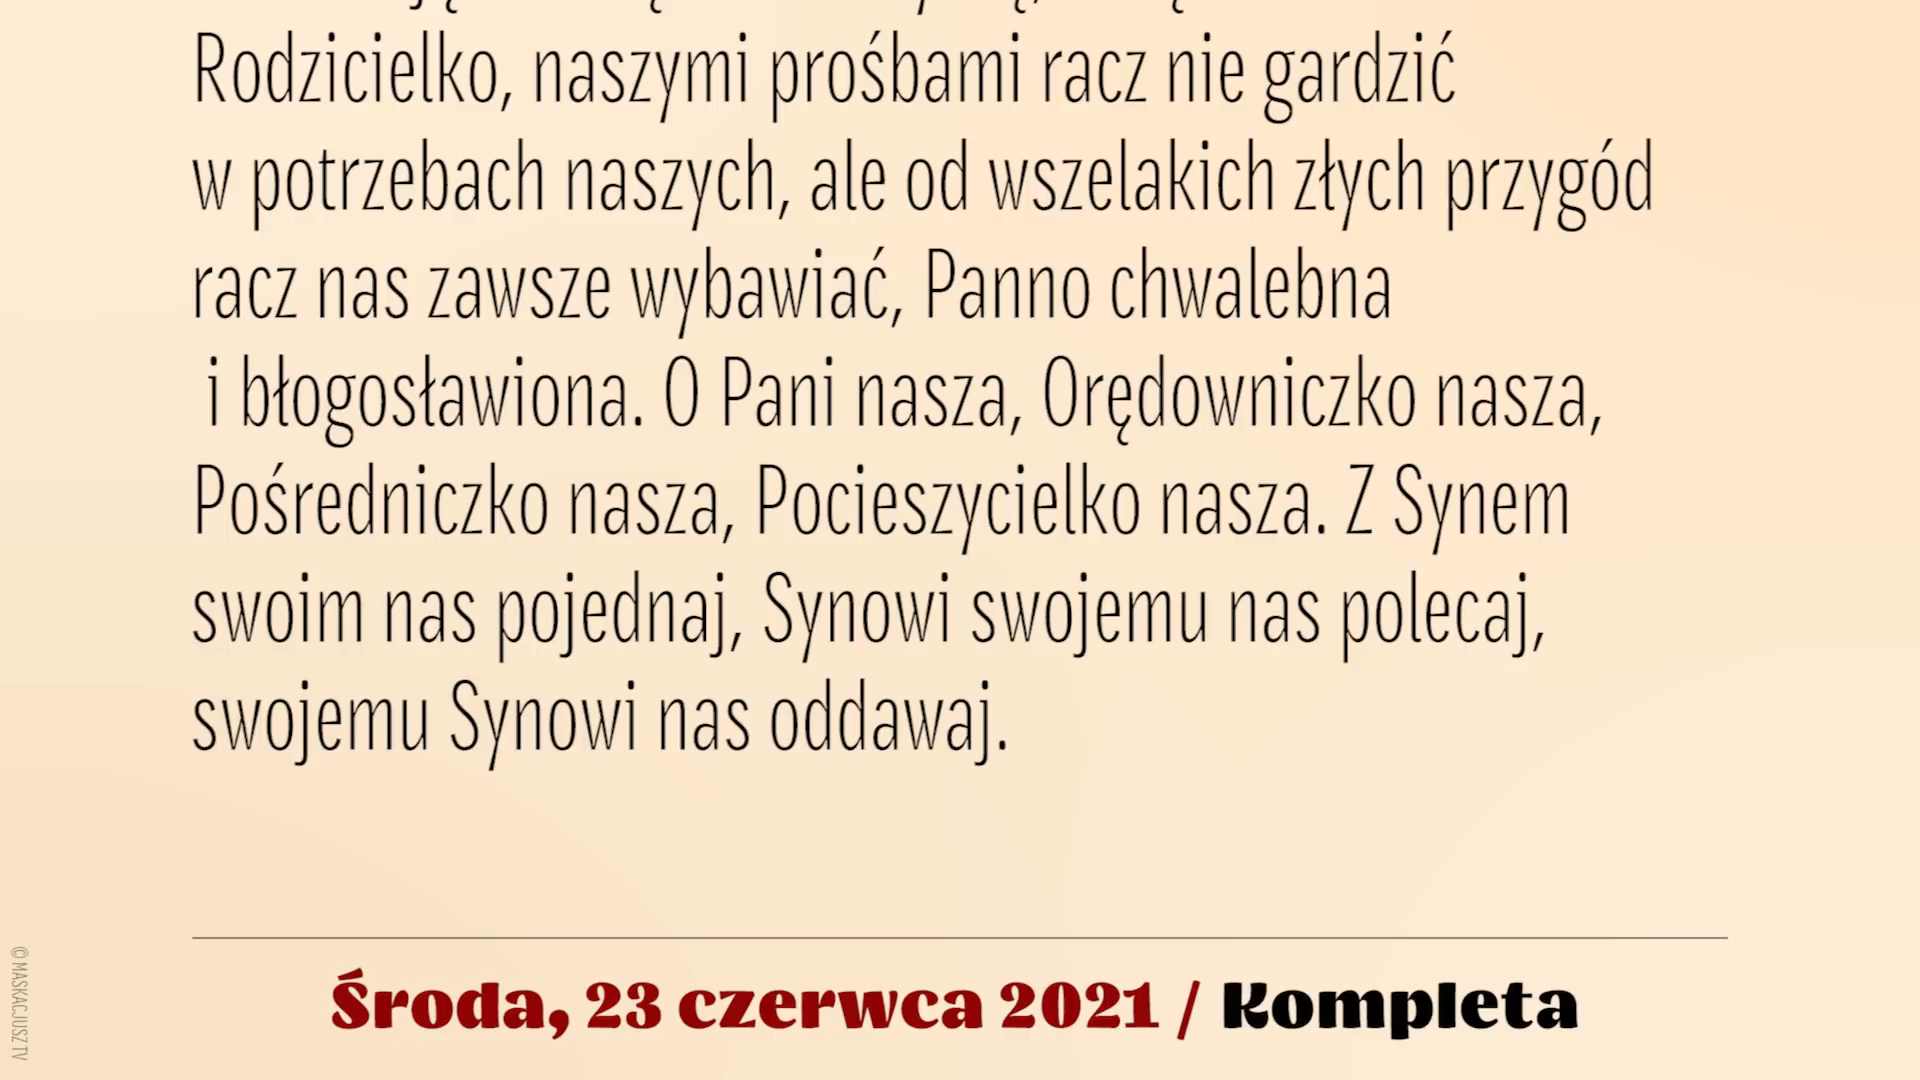 Rodzicielko, naszymi prośbami racz nie gardzić
w potrzebach naszych, ale od wszelakich złych przygód
racz nas zawsze wybawiać, Panno chwalebna
i błogosławiona. O Pani nasza, Orędowniczko nasza,
Pośredniczko nasza, Pocieszycielko nasza. Z Synem
swoim nas pojednaj, Synowi swojemu nas polecaj,
swojemu Synowi nas oddawaj.
Środa, 23 czerwca 2021 / Kompleta
© MASKACJUSZ TV